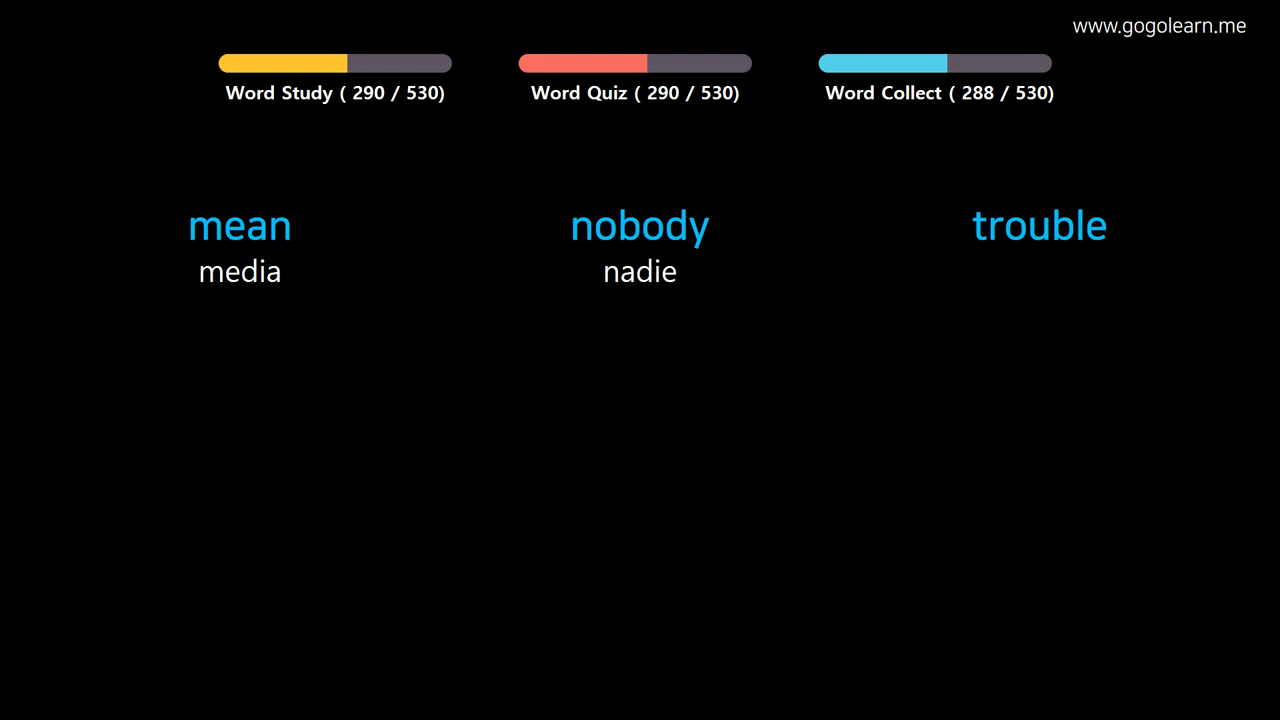 www.gogolearn.me
Word Study ( 290 / 530)
Word Quiz ( 290 / 530)
Word Collect ( 288 / 530)
mean
nobody
trouble
media
nadie